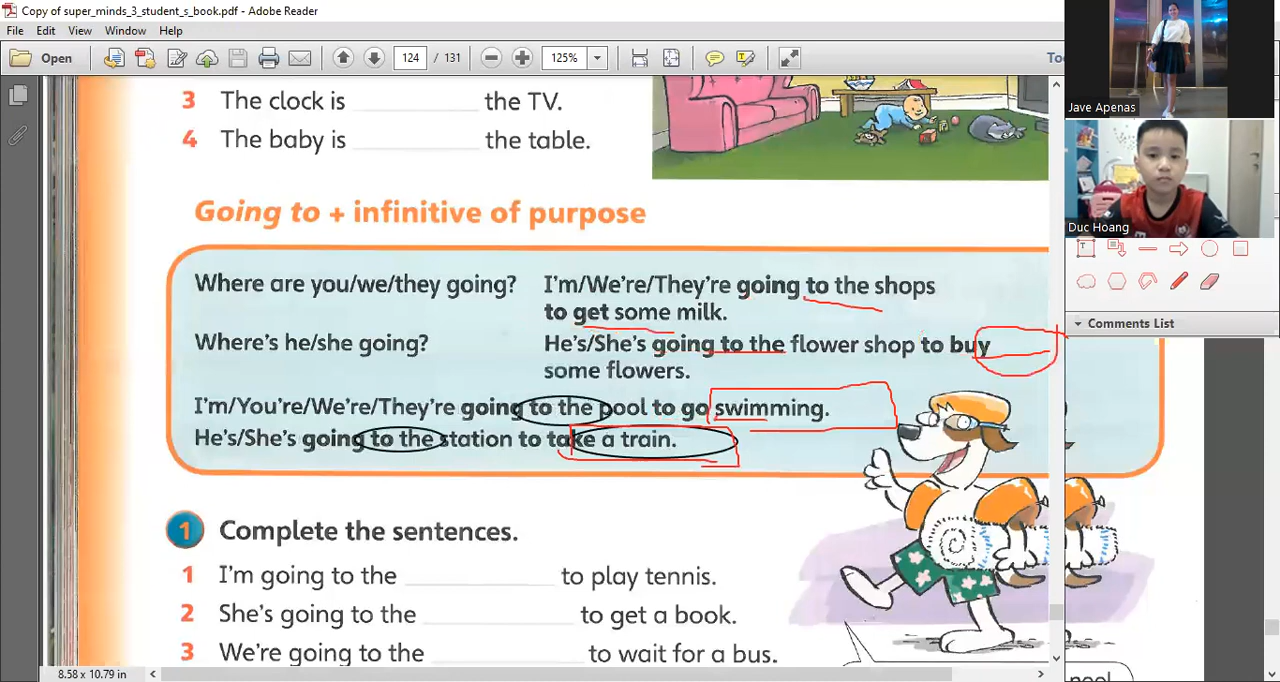 Copy of super_minds_3_student_s_book.pdf - Adobe Reader
File Edit View Window Help
Open 124 / 131 125%
3 The clock is ____ the TV.
4 The baby is ____ the table.
Going to + infinitive of purpose
Where are you/we/they going? I'm/We're/They're going to the shops
to get some milk.
Where's he/she going? He's/She's going to the flower shop to buy
some flowers.
I'm/You're/We're/They're going to the pool to go swimming.
He's/She's going to the station to take a train.
1 Complete the sentences.
1 I'm going to the ____ to play tennis.
2 She's going to the ____ to get a book.
3 We're going to the ____ to wait for a bus.
8.58 x 10.79 in
Jave Apenas
Duc Hoang
Comments List